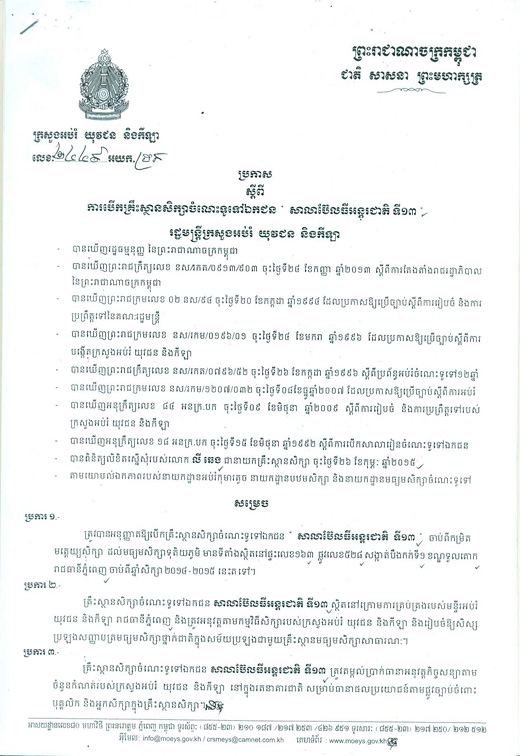 ព្រះរាជាណាចក្រកម្ពុជា
ជាតិ សាសនា ព្រះមហាក្សត្រ
ក្រសួងអប់រំ យុវជន និងកីឡា
លេខ: អយក.ប្រក
ប្រកាស
ស្តីពី
ការបើកគ្រឹះស្ថានសិក្សាចំណេះទូទៅឯកជន " សាលាប៊ែលធីអន្តរជាតិ ទី១៣ "
រដ្ឋមន្ត្រីក្រសួងអប់រំ យុវជន និងកីឡា
- បានឃើញរដ្ឋធម្មនុញ្ញ នៃព្រះរាជាណាចក្រកម្ពុជា
- បានឃើញព្រះរាជក្រឹត្យលេខ នស/រកត/០៩១៣/៩០៣ ចុះថ្ងៃទី២៤ ខែកញ្ញា ឆ្នាំ២០១៣ ស្តីពីការតែងតាំងរាជរដ្ឋាភិបាល
នៃព្រះរាជាណាចក្រកម្ពុជា
- បានឃើញព្រះរាជក្រមលេខ ០២ នស/៩៤ ចុះថ្ងៃទី២០ ខែកក្កដា ឆ្នាំ១៩៩៤ ដែលប្រកាសឱ្យប្រើច្បាប់ស្តីពីការរៀបចំ និងការ
ប្រព្រឹត្តទៅនៃគណៈរដ្ឋមន្ត្រី
- បានឃើញព្រះរាជក្រមលេខ នស/រកម/០១៩៦/០១ ចុះថ្ងៃទី២៤ ខែមករា ឆ្នាំ១៩៩៦ ដែលប្រកាសឱ្យប្រើច្បាប់ស្តីពីការ
បង្កើតក្រសួងអប់រំ យុវជន និងកីឡា
- បានឃើញព្រះរាជក្រឹត្យលេខ នស/រកត/០៧៩៦/៥២ ចុះថ្ងៃទី២៦ ខែកក្កដា ឆ្នាំ១៩៩៦ ស្តីពីប្រព័ន្ធអប់រំចំណេះទូទៅ១២ឆ្នាំ
- បានឃើញព្រះរាជក្រមលេខ នស/រកម/១២០៧/០៣២ ចុះថ្ងៃទី០៨ខែធ្នូឆ្នាំ២០០៧ ដែលប្រកាសឱ្យប្រើច្បាប់ស្តីពីការអប់រំ
- បានឃើញអនុក្រឹត្យលេខ ៨៤ អនក្រ.បក ចុះថ្ងៃទី០៩ ខែមិថុនា ឆ្នាំ២០០៩ ស្តីពីការរៀបចំ និងការប្រព្រឹត្តទៅរបស់
ក្រសួងអប់រំ យុវជន និងកីឡា
- បានឃើញអនុក្រឹត្យលេខ ១៨ អនក្រ.បក ចុះថ្ងៃទី១៥ ខែមិថុនា ឆ្នាំ១៩៩២ ស្តីពីការបើកសាលារៀនចំណេះទូទៅឯកជន
- បានពិនិត្យលិខិតស្នើសុំរបស់លោក លី ឆេង ជានាយកគ្រឹះស្ថានសិក្សា ចុះថ្ងៃទី២៦ ខែកុម្ភៈ ឆ្នាំ២០១៥
- តាមយោបល់ឯកភាពរបស់នាយកដ្ឋានអប់រំកុមារតូច នាយកដ្ឋានបឋមសិក្សា និងនាយកដ្ឋានមធ្យមសិក្សាចំណេះទូទៅ
សម្រេច
ប្រការ ១.-
ត្រូវបានអនុញ្ញាតឱ្យបើកគ្រឹះស្ថានសិក្សាចំណេះទូទៅឯកជន " សាលាប៊ែលធីអន្តរជាតិ ទី១៣ " ចាប់ពីកម្រិត
មត្តេយ្យសិក្សា ដល់មធ្យមសិក្សាទុតិយភូមិ មានទីតាំងស្ថិតនៅផ្ទះលេខ១៦៣ ផ្លូវលេខ៥២៨ សង្កាត់បឹងកក់ទី១ ខណ្ឌទួលគោក
រាជធានីភ្នំពេញ ចាប់ពីឆ្នាំសិក្សា ២០១៤-២០១៥ នេះតទៅ។
ប្រការ ២.-
គ្រឹះស្ថានសិក្សាចំណេះទូទៅឯកជន សាលាប៊ែលធីអន្តរជាតិ ទី១៣ ស្ថិតនៅក្រោមការគ្រប់គ្រងរបស់មន្ទីរអប់រំ
យុវជន និងកីឡា រាជធានីភ្នំពេញ និងត្រូវអនុវត្តតាមកម្មវិធីសិក្សារបស់ក្រសួងអប់រំ យុវជន និងកីឡា និងរៀបចំឱ្យសិស្ស
ប្រឡងសញ្ញាបត្រមធ្យមសិក្សាថ្នាក់ជាតិក្នុងសម័យប្រឡងជាមួយគ្រឹះស្ថានមធ្យមសិក្សាសាធារណៈ។
ប្រការ ៣.-
គ្រឹះស្ថានសិក្សាចំណេះទូទៅឯកជន សាលាប៊ែលធីអន្តរជាតិ ទី១៣ ត្រូវតម្កល់ប្រាក់ធានាអនុវត្តកិច្ចសន្យាតាម
ចំនួនកំណត់របស់ក្រសួងអប់រំ យុវជន និងកីឡា នៅក្នុងរតនាគារជាតិ សម្រាប់ធានាផលប្រយោជន៍តាមផ្លូវច្បាប់ចំពោះ
បុគ្គលិក និងអ្នកសិក្សាក្នុងគ្រឹះស្ថាន។
អាសយដ្ឋានលេខ៨០ មហាវិថី ព្រះនរោត្តម ភ្នំពេញ កម្ពុជា ទូរស័ព្ទ: ( ៨៥៥-២៣) ២១០ ១៨៧ /២១៧ ២៥៣ /៤២៦ ៩៥១ ទូរសារ: ( ៨៥៥-២៣) ២១៧ ២៥០/ ២១២ ៥១២
អ៊ីម៉ែល: info@moeys.gov.kh / crsmeys@camnet.com.kh គេហទំព័រ : www.moeys.gov.kh